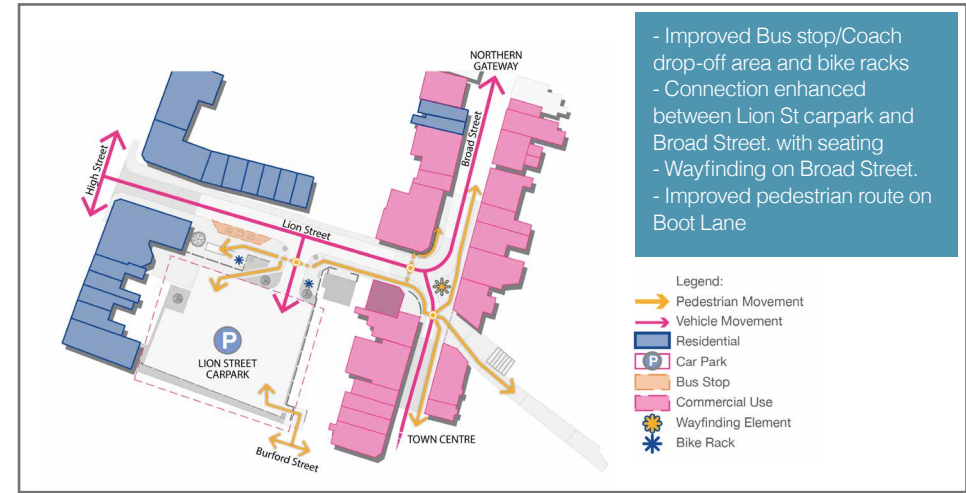 NORTHERN
GATEWAY
Broad Street
High Street
Lion Street
P
LION STREET
CARPARK
Burford Street
TOWN CENTRE
- Improved Bus stop/Coach
drop-off area and bike racks
- Connection enhanced
between Lion St carpark and
Broad Street. with seating
- Wayfinding on Broad Street.
- Improved pedestrian route on
Boot Lane
Legend:
Pedestrian Movement
Vehicle Movement
Residential
P Car Park
Bus Stop
Commercial Use
Wayfinding Element
Bike Rack